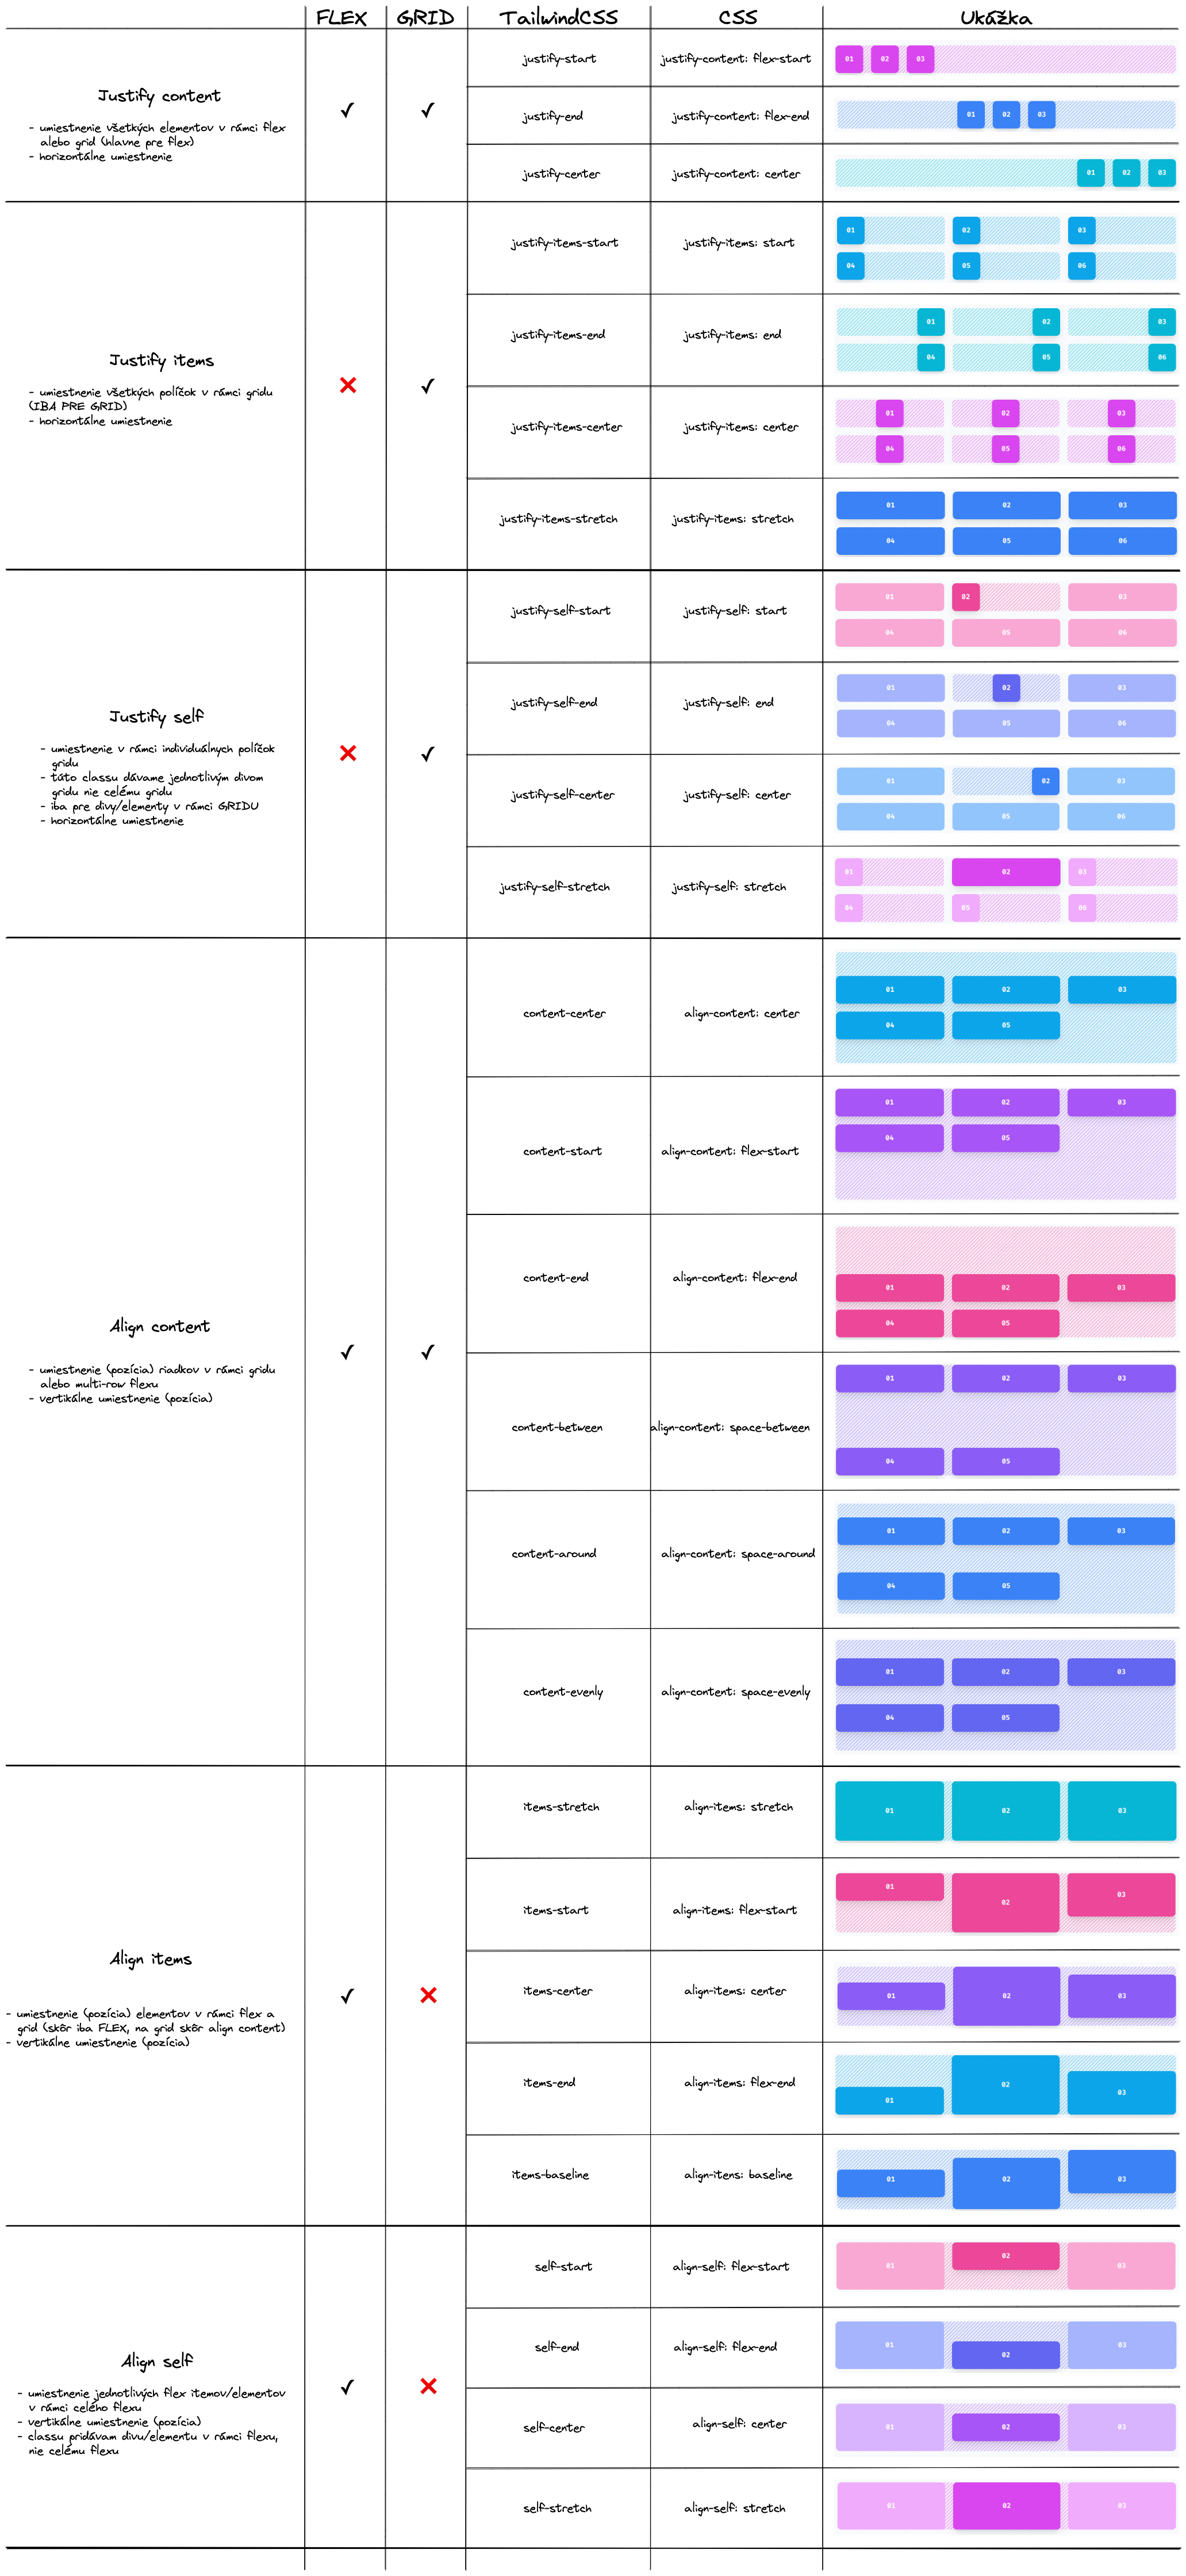 FLEX GRID TailwindCSS CSS Ukážka
Justify content
- umiestnenie všetkých elementov v rámci flex
alebo grid (hlavne pre flex)
- horizontálne umiestnenie
✓ ✓
justify-start justify-content: flex-start 01 02 03
justify-end justify-content: flex-end 01 02 03
justify-center justify-content: center 01 02 03
Justify items
- umiestnenie všetkých políčok v rámci gridu
(IBA PRE GRID)
- horizontálne umiestnenie
❌ ✓
justify-items-start justify-items: start
01 02 03
04 05 06
justify-items-end justify-items: end
01 02 03
04 05 06
justify-items-center justify-items: center
01 02 03
04 05 06
justify-items-stretch justify-items: stretch
01 02 03
04 05 06
Justify self
- umiestnenie v rámci individuálnych políčok
gridu
- túto classu dávame jednotlivým divom
gridu nie celému gridu
- iba pre divy/elementy v rámci GRIDU
- horizontálne umiestnenie
❌ ✓
justify-self-start justify-self: start
01 02 03
04 05 06
justify-self-end justify-self: end
01 02 03
04 05 06
justify-self-center justify-self: center
01 02 03
04 05 06
justify-self-stretch justify-self: stretch
01 02 03
04 05 06
Align content
- umiestnenie (pozícia) riadkov v rámci gridu
alebo multi-row flexu
- vertikálne umiestnenie (pozícia)
✓ ✓
content-center align-content: center
01 02 03
04 05
content-start align-content: flex-start
01 02 03
04 05
content-end align-content: flex-end
01 02 03
04 05
content-between align-content: space-between
01 02 03
04 05
content-around align-content: space-around
01 02 03
04 05
content-evenly align-content: space-evenly
01 02 03
04 05
Align items
- umiestnenie (pozícia) elementov v rámci flex a
grid (skôr iba FLEX, na grid skôr align content)
- vertikálne umiestnenie (pozícia)
✓ ❌
items-stretch align-items: stretch
01 02 03
items-start align-items: flex-start
01 02 03
items-center align-items: center
01 02 03
items-end align-items: flex-end
01 02 03
items-baseline align-itens: baseline
01 02 03
Align self
- umiestnenie jednotlivých flex itemov/elementov
v rámci celého flexu
- vertikálne umiestnenie (pozícia)
- classu pridávam divu/elementu v rámci flexu,
nie celému flexu
✓ ❌
self-start align-self: flex-start
01 02 03
self-end align-self: flex-end
01 02 03
self-center align-self: center
01 02 03
self-stretch align-self: stretch
01 02 03